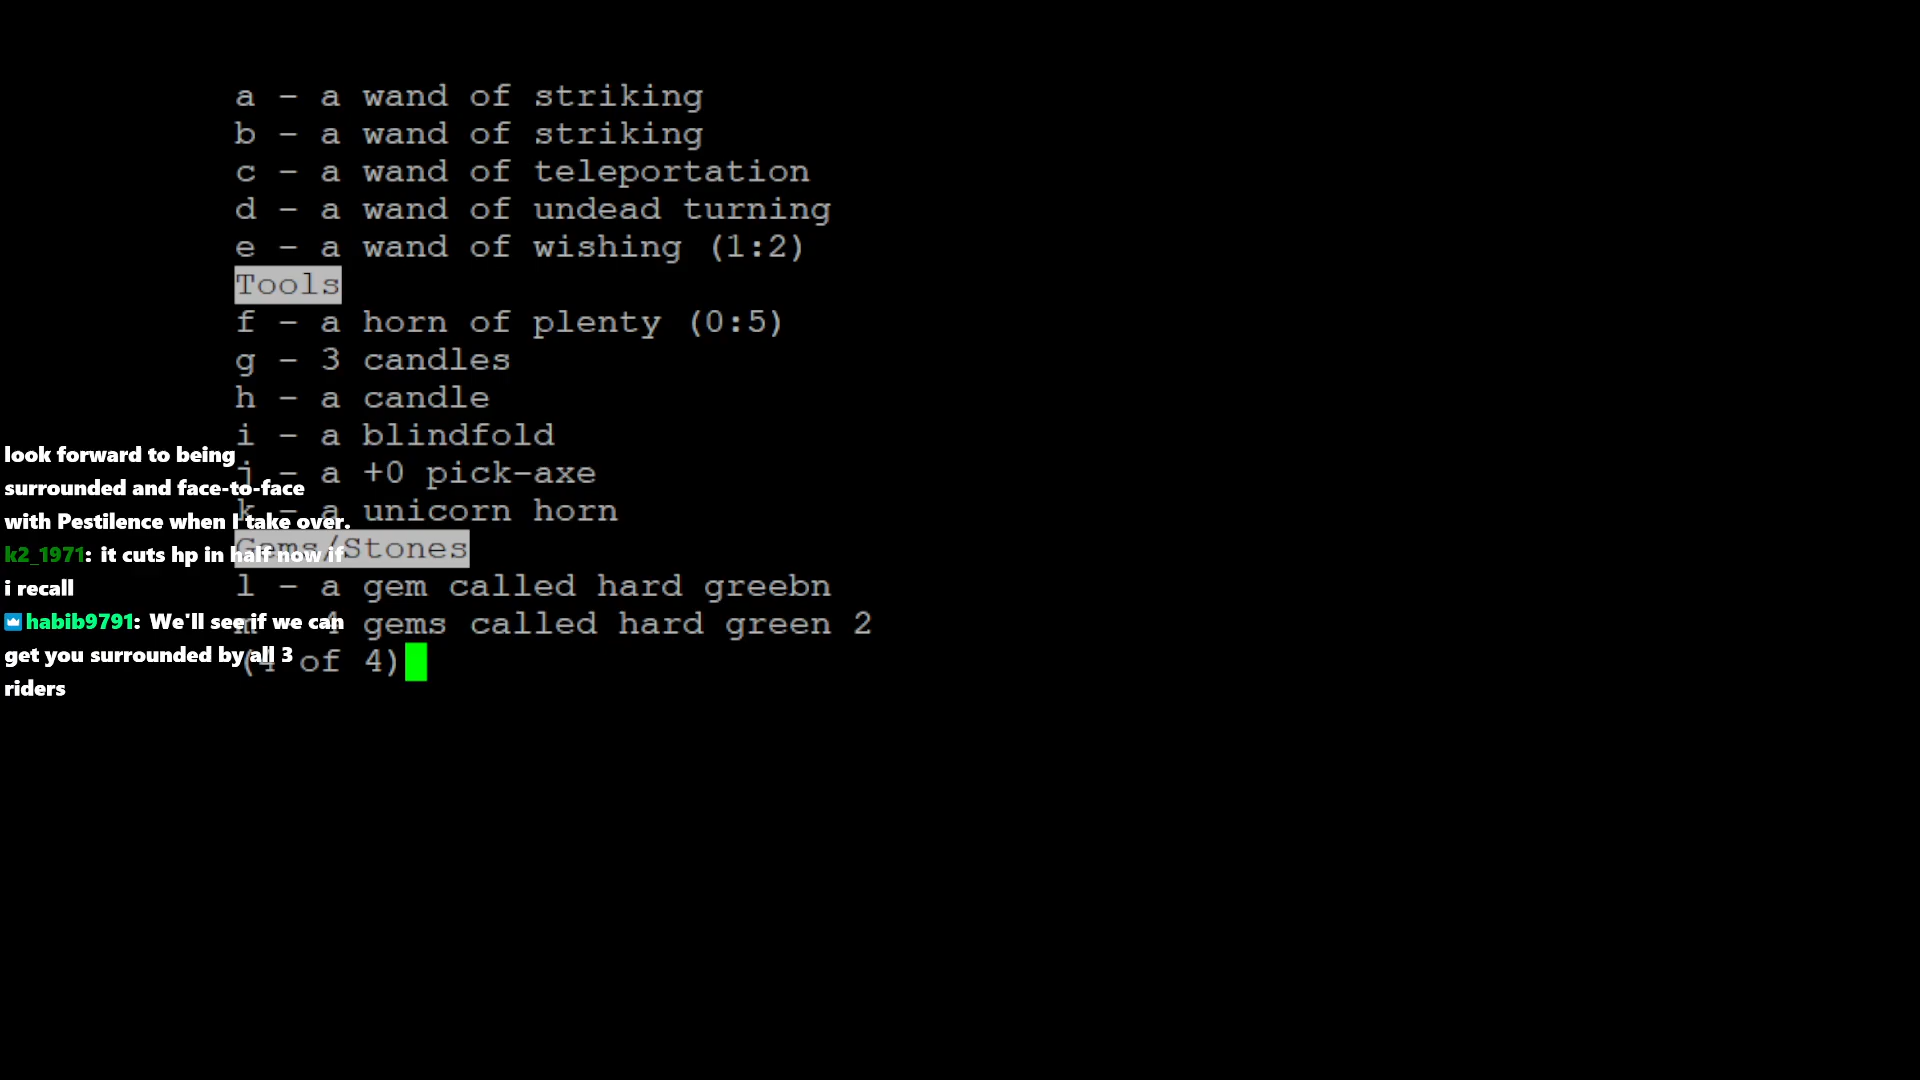 a - a wand of striking
b - a wand of striking
c - a wand of teleportation
d - a wand of undead turning
e - a wand of wishing (1:2)
Tools
f - a horn of plenty (0:5)
g - 3 candles
h - a candle
i - a blindfold
j - a +0 pick-axe
k - a unicorn horn
Gems/Stones
l - a gem called hard greebn
m - 4 gems called hard green 2
(4 of 4)
look forward to being
surrounded and face-to-face
with Pestilence when I take over.
k2_1971: it cuts hp in half now if
i recall
habib9791: We'll see if we can
get you surrounded by all 3
riders